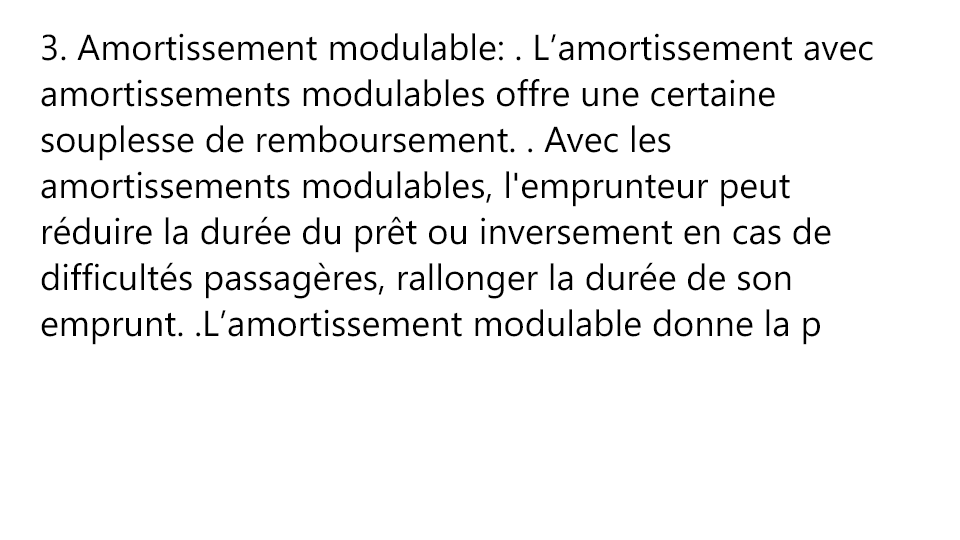 3. Amortissement modulable: . L’amortissement avec
amortissements modulables offre une certaine
souplesse de remboursement. . Avec les
amortissements modulables, l'emprunteur peut
réduire la durée du prêt ou inversement en cas de
difficultés passagères, rallonger la durée de son
emprunt. .L’amortissement modulable donne la p